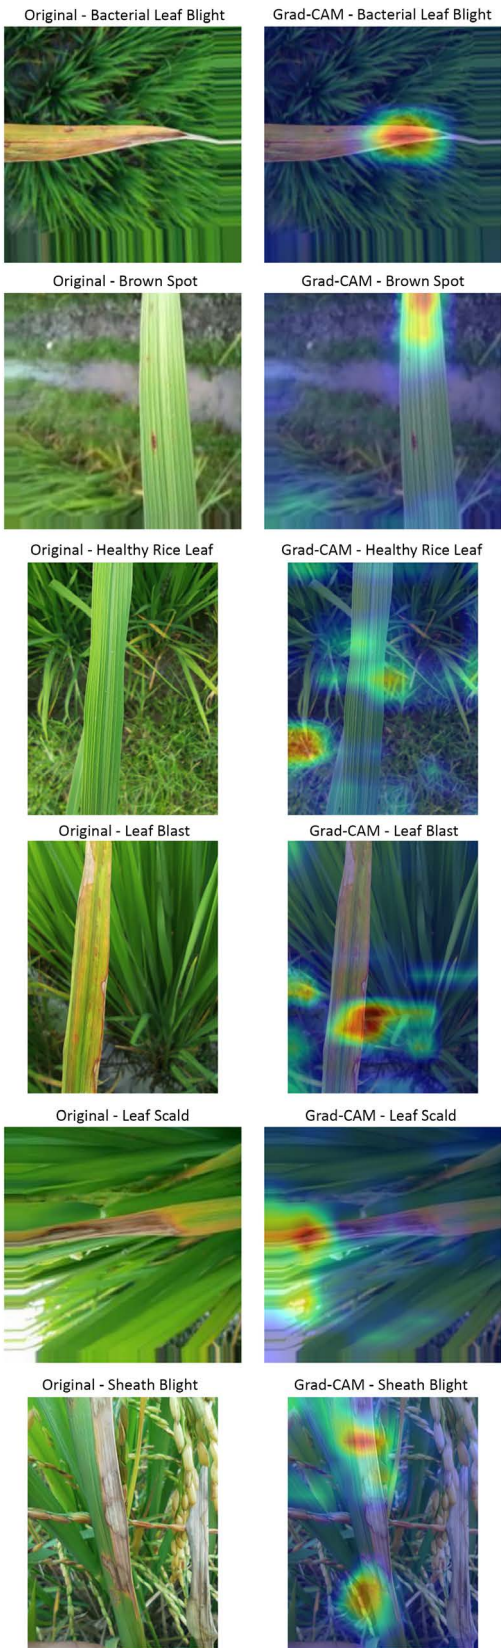 Original - Bacterial Leaf Blight
Grad-CAM - Bacterial Leaf Blight
Original - Brown Spot
Grad-CAM - Brown Spot
Original - Healthy Rice Leaf
Grad-CAM - Healthy Rice Leaf
Original - Leaf Blast
Grad-CAM - Leaf Blast
Original - Leaf Scald
Grad-CAM - Leaf Scald
Original - Sheath Blight
Grad-CAM - Sheath Blight